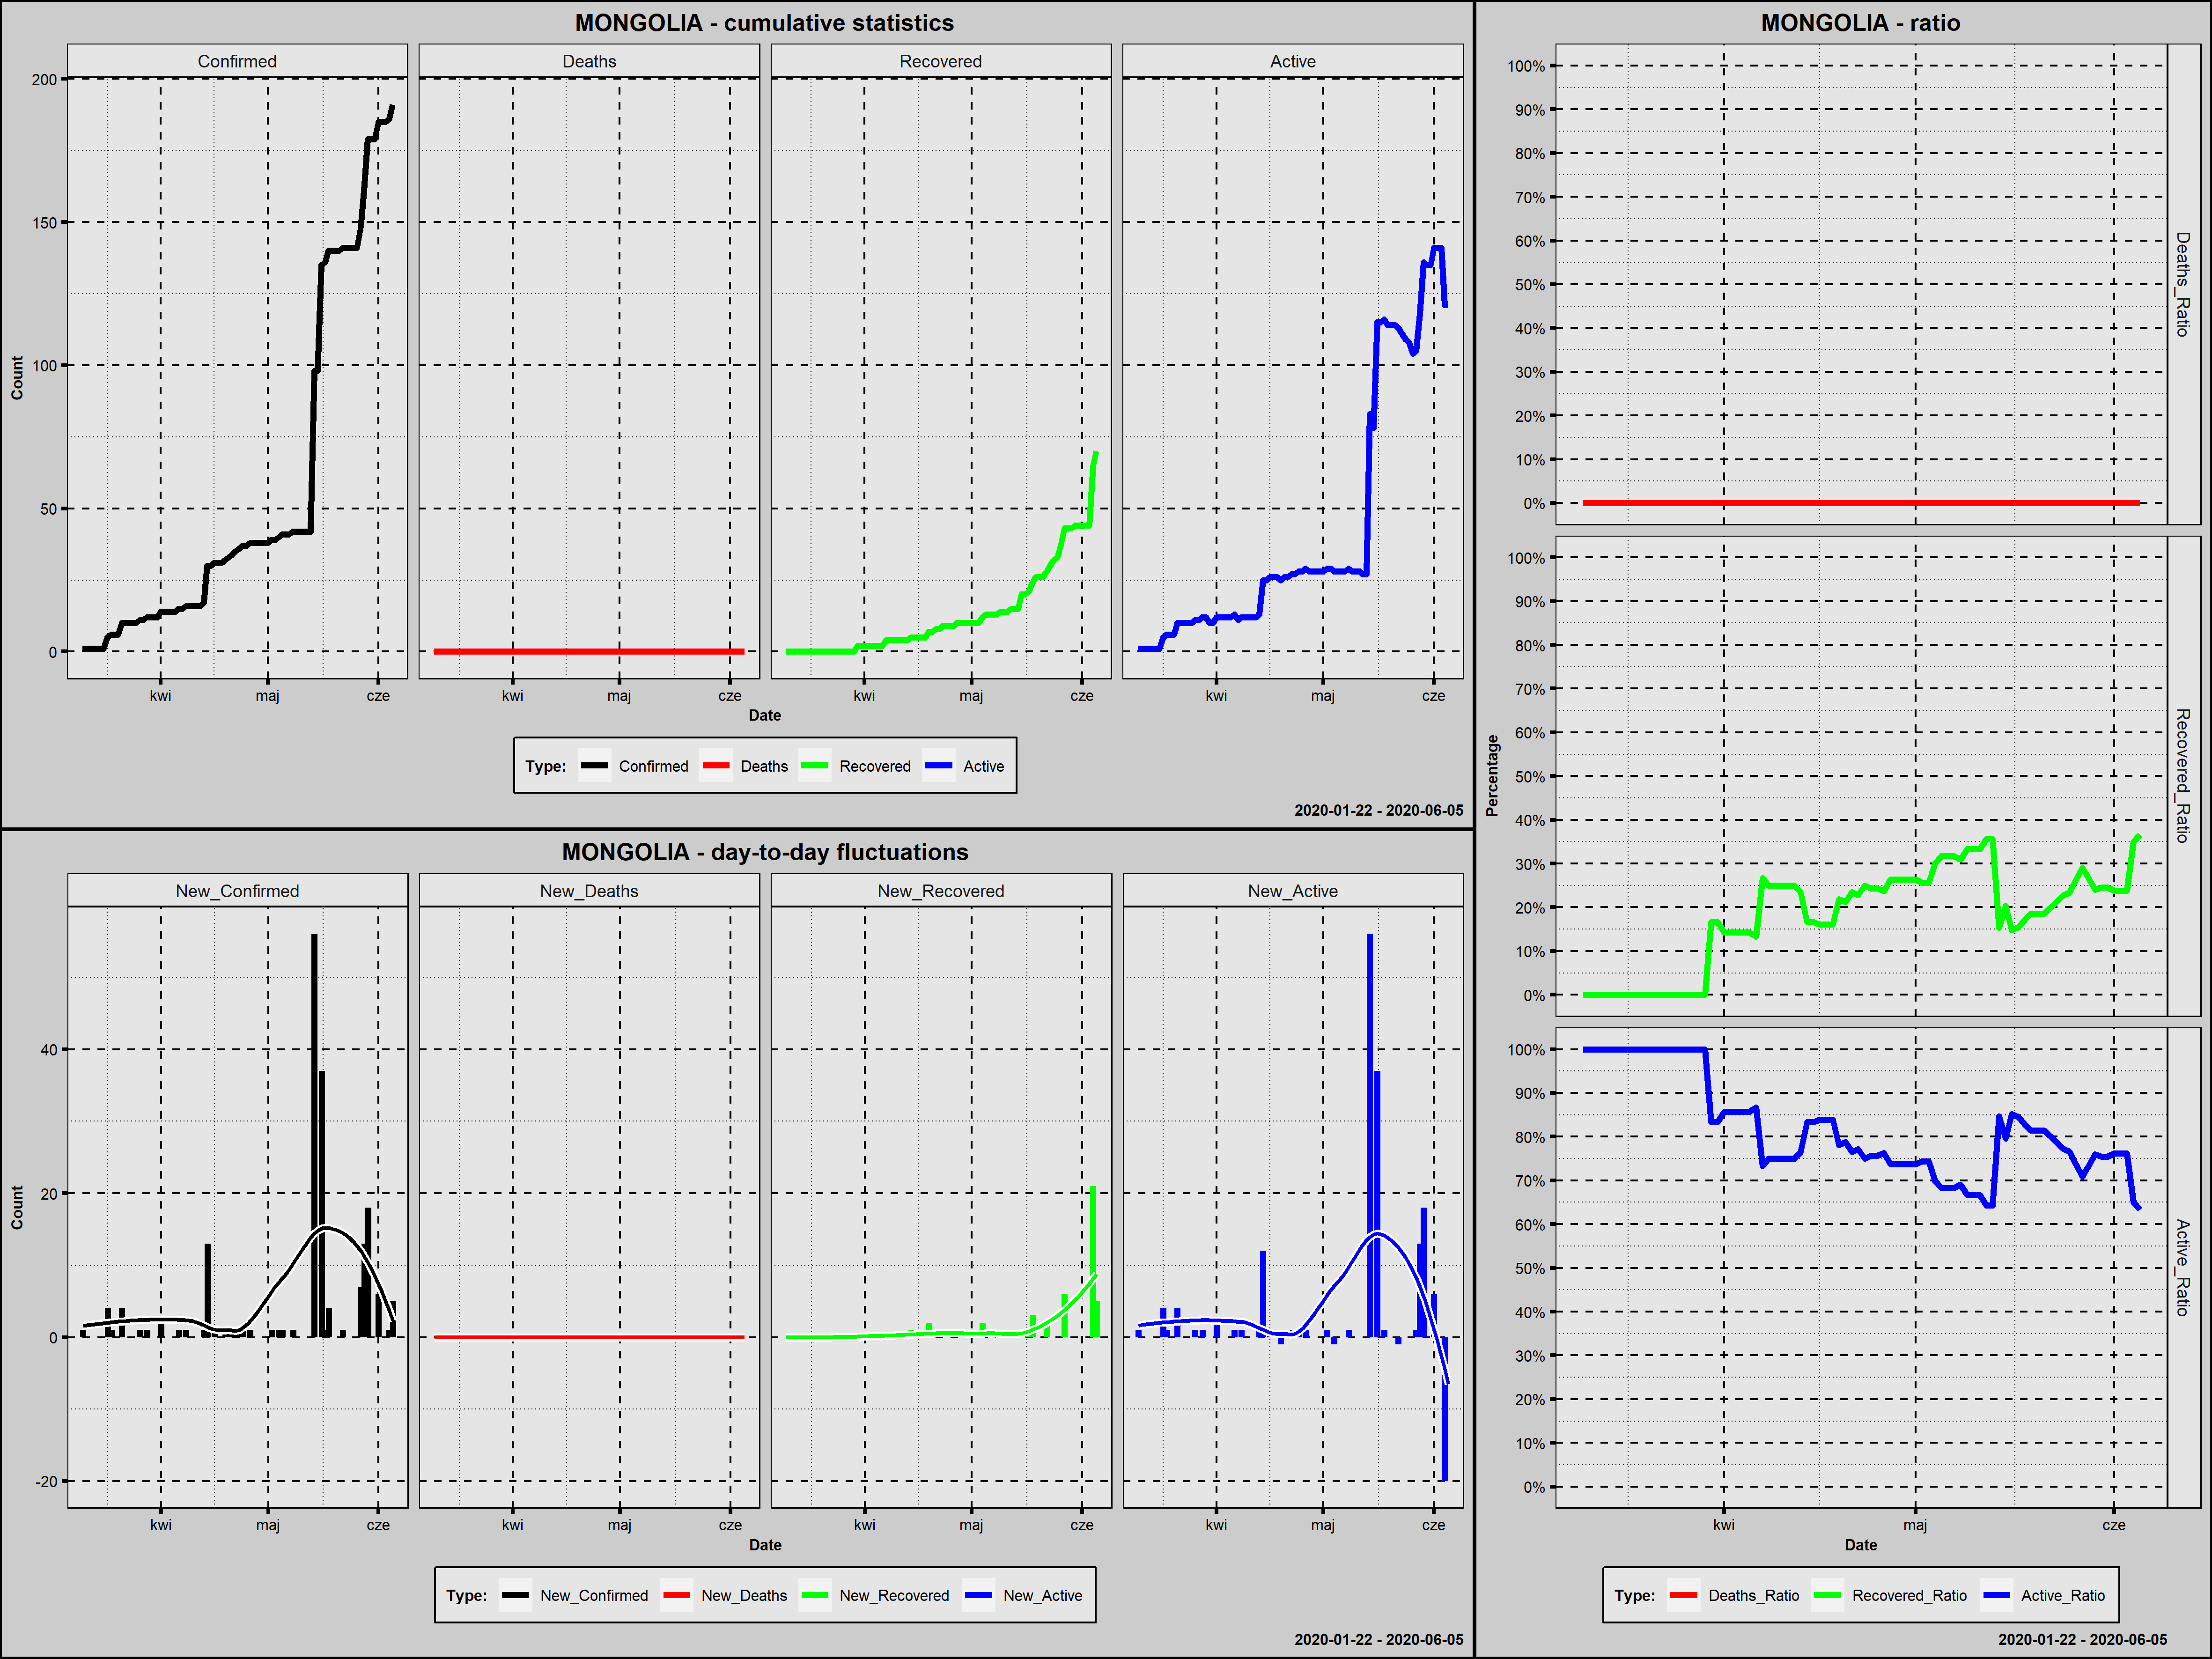 MONGOLIA - cumulative statistics
Confirmed Deaths Recovered Active
Count
200
150
100
50
0
kwi maj cze kwi maj cze kwi maj cze kwi maj cze
Date
Type: Confirmed Deaths Recovered Active
2020-01-22 - 2020-06-05
MONGOLIA - day-to-day fluctuations
New_Confirmed New_Deaths New_Recovered New_Active
Count
40
20
0
-20
kwi maj cze kwi maj cze kwi maj cze kwi maj cze
Date
Type: New_Confirmed New_Deaths New_Recovered New_Active
2020-01-22 - 2020-06-05
MONGOLIA - ratio
Percentage
100%
90%
80%
70%
60%
50%
40%
30%
20%
10%
0%
Deaths_Ratio
100%
90%
80%
70%
60%
50%
40%
30%
20%
10%
0%
Recovered_Ratio
100%
90%
80%
70%
60%
50%
40%
30%
20%
10%
0%
Active_Ratio
kwi maj cze
Date
Type: Deaths_Ratio Recovered_Ratio Active_Ratio
2020-01-22 - 2020-06-05